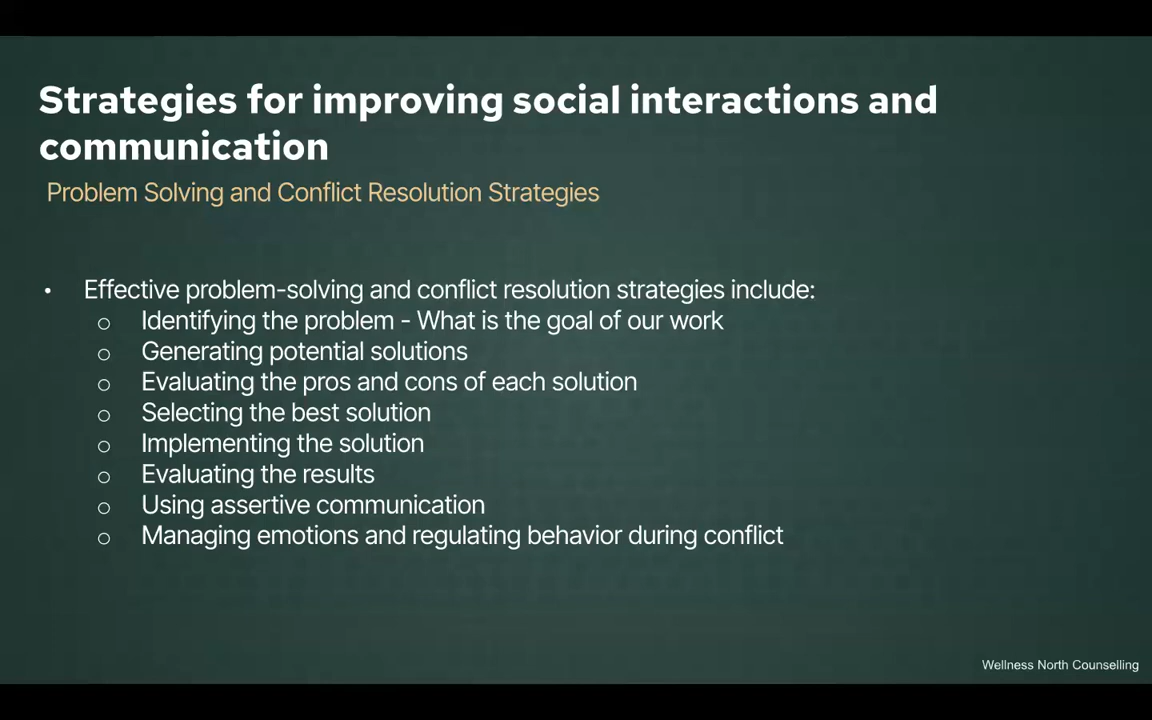 Strategies for improving social interactions and
communication
Problem Solving and Conflict Resolution Strategies
• Effective problem-solving and conflict resolution strategies include:
o Identifying the problem - What is the goal of our work
o Generating potential solutions
o Evaluating the pros and cons of each solution
o Selecting the best solution
o Implementing the solution
o Evaluating the results
o Using assertive communication
o Managing emotions and regulating behavior during conflict
Wellness North Counselling